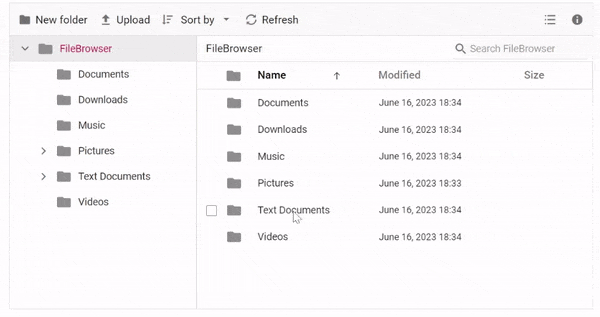 New folder Upload Sort by Refresh
FileBrowser
Documents
Downloads
Music
Pictures
Text Documents
Videos
FileBrowser Search FileBrowser
Name Modified Size
Documents June 16, 2023 18:34
Downloads June 16, 2023 18:34
Music June 16, 2023 18:34
Pictures June 16, 2023 18:33
Text Documents June 16, 2023 18:34
Videos June 16, 2023 18:34